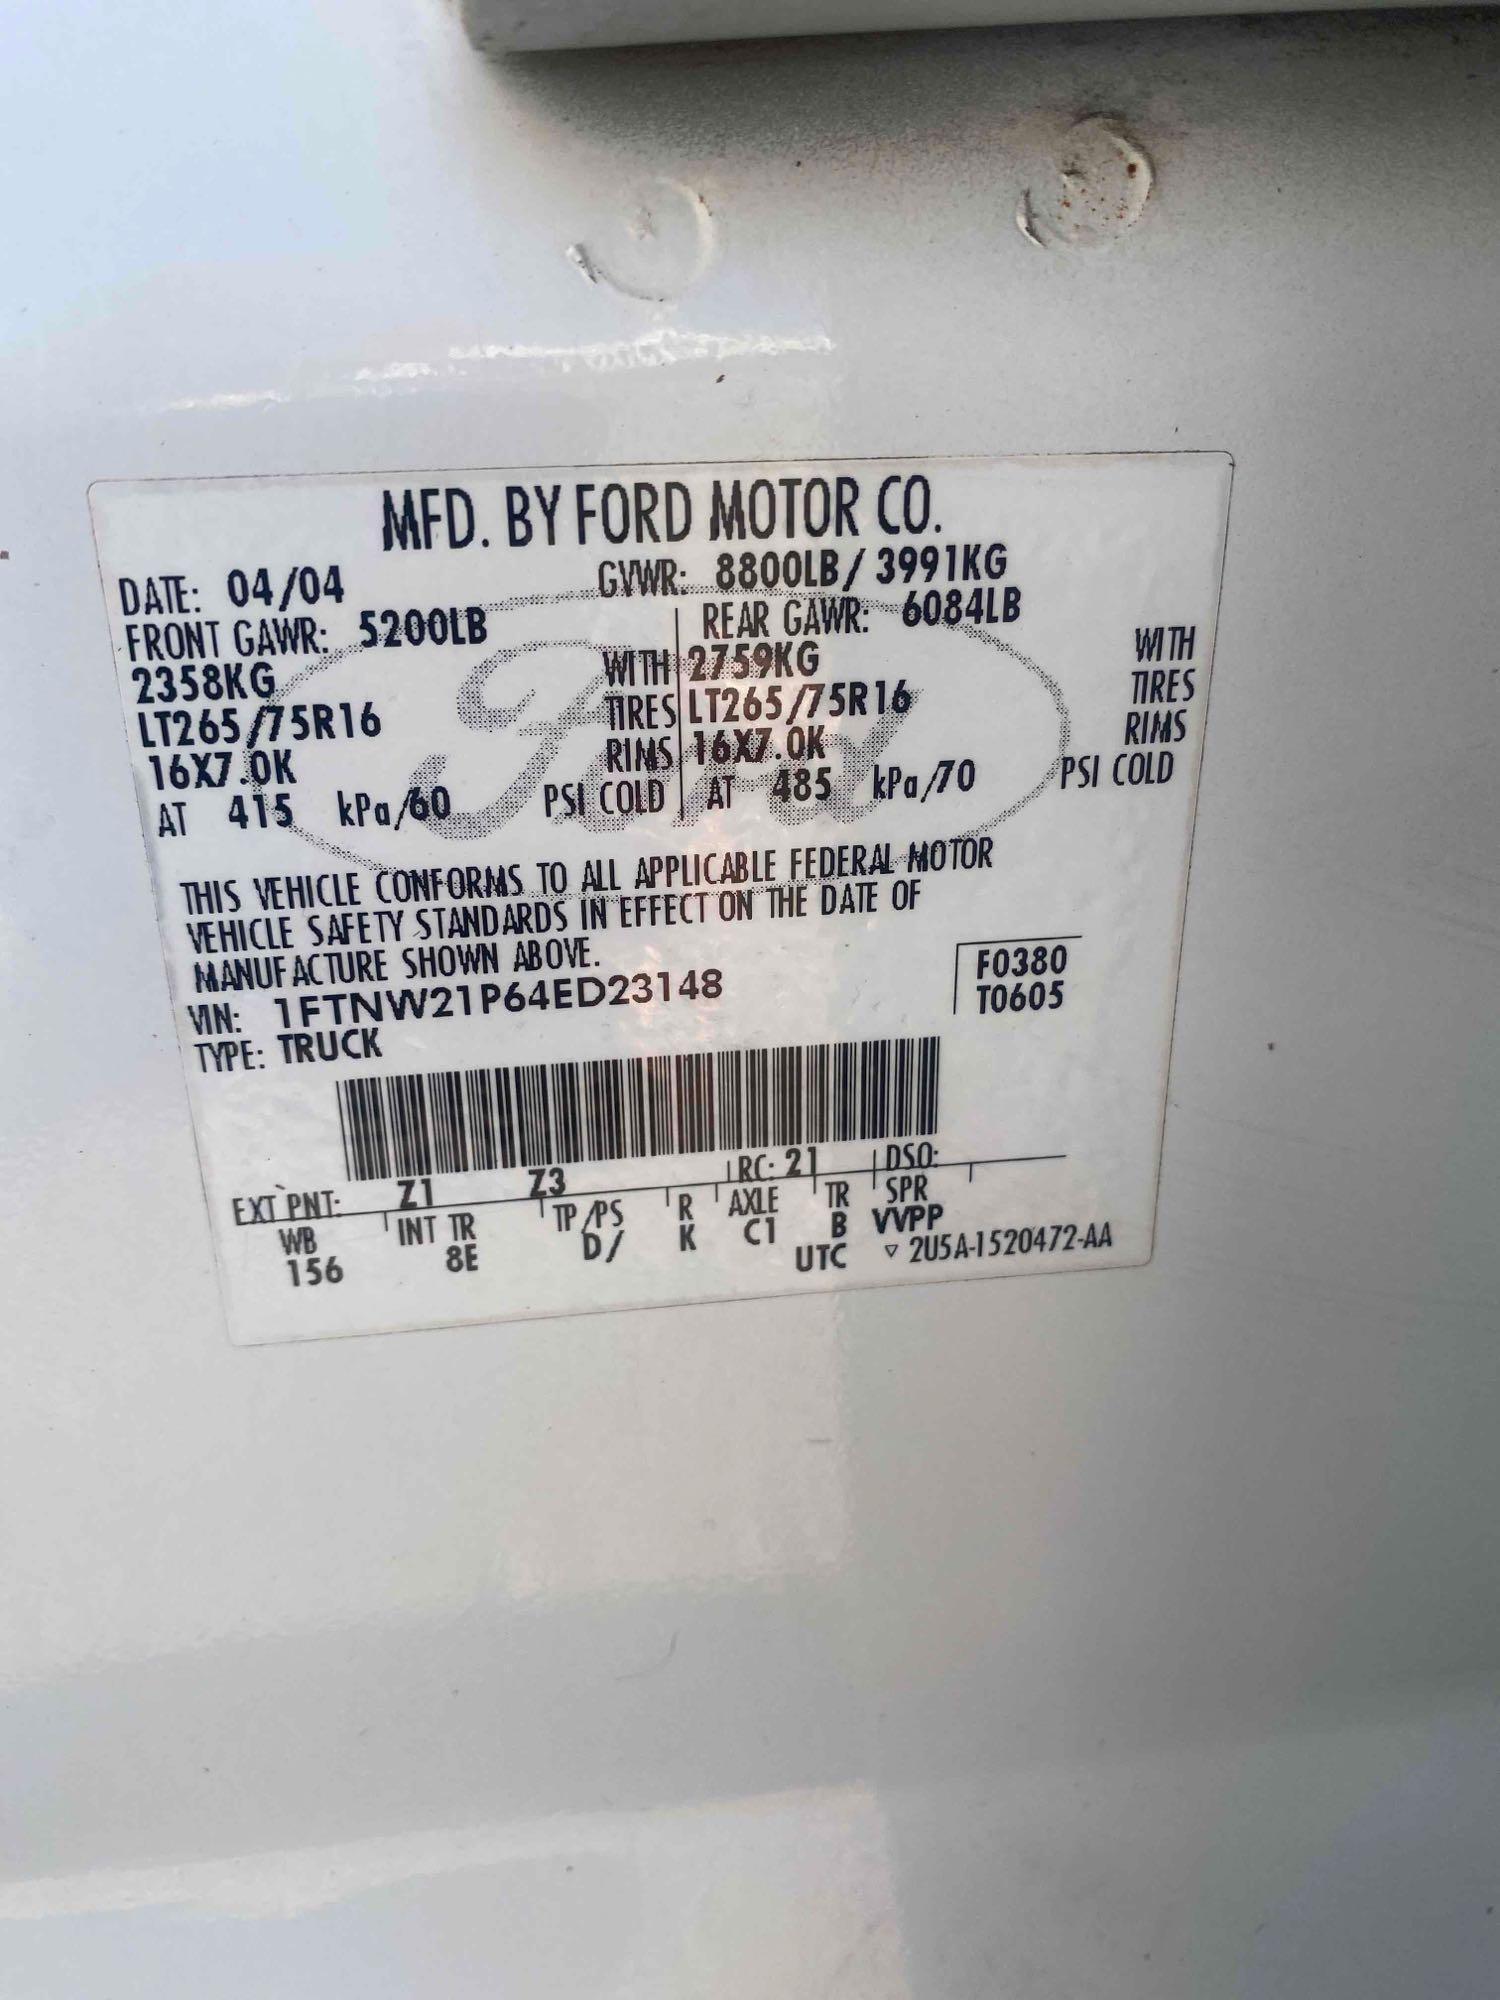 MFD. BY FORD MOTOR CO.
DATE: 04/04 GVWR: 8800LB / 3991KG
FRONT GAWR: 5200LB REAR GAWR: 6084LB
2358KG WITH 2759KG WITH
LT265/75R16 TIRES LT265/75R16 TIRES
16X7.0K RIMS 16X7.0K RIMS
AT 415 kPa/60 PSI COLD AT 485 kPa/70 PSI COLD
Ford
THIS VEHICLE CONFORMS TO ALL APPLICABLE FEDERAL MOTOR
VEHICLE SAFETY STANDARDS IN EFFECT ON THE DATE OF
MANUFACTURE SHOWN ABOVE.
VIN: 1FTNW21P64ED23148 F0380
TYPE: TRUCK T0605
EXT PNT: Z1 Z3 RC: 21 DSO:
WB INT TR TP/PS R AXLE TR SPR
156 8E D/ K C1 B VVPP
UTC ▿ 2U5A-1520472-AA